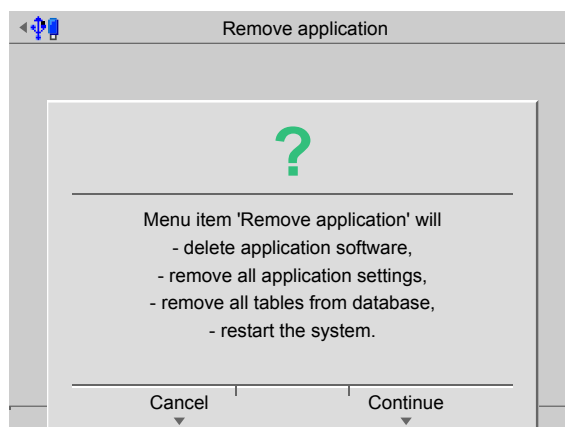 Remove application
?
Menu item 'Remove application' will
- delete application software,
- remove all application settings,
- remove all tables from database,
- restart the system.
Cancel Continue